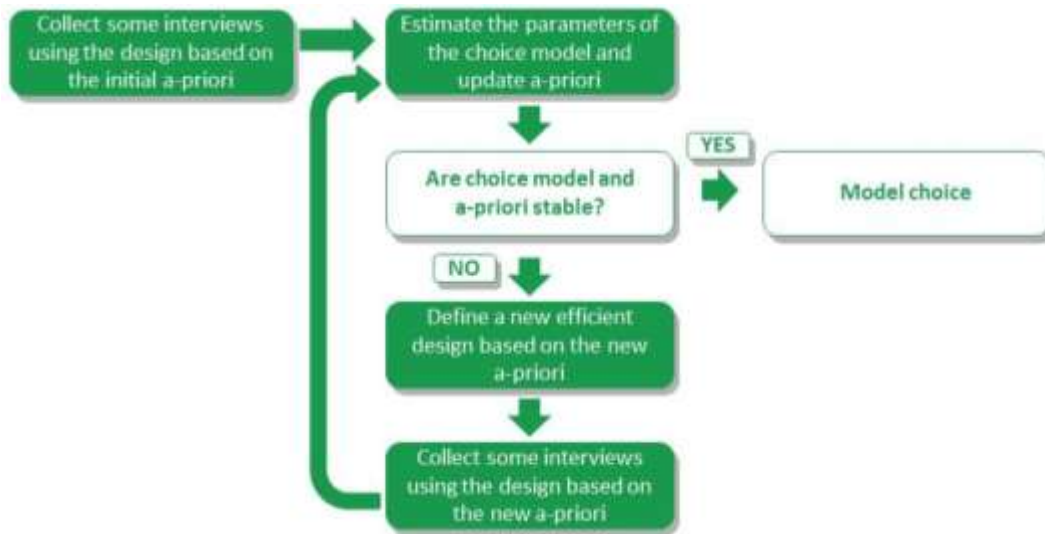 Collect some interviews
using the design based on
the initial a-priori
Estimate the parameters of
the choice model and
update a-priori
Are choice model and
a-priori stable?
YES
Model choice
NO
Define a new efficient
design based on the new
a-priori
Collect some interviews
using the design based on
the new a-priori